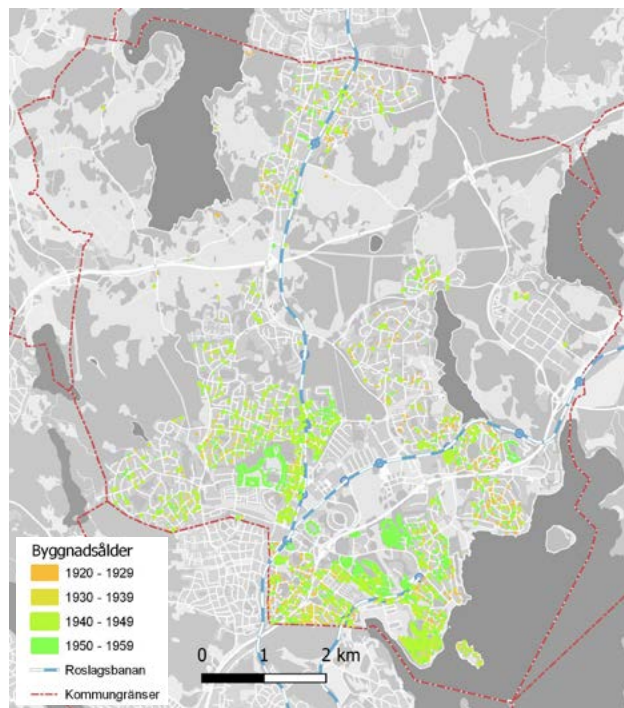 Byggnadsålder
1920 - 1929
1930 - 1939
1940 - 1949
1950 - 1959
Roslagsbanan
Kommungränser
0 1 2 km